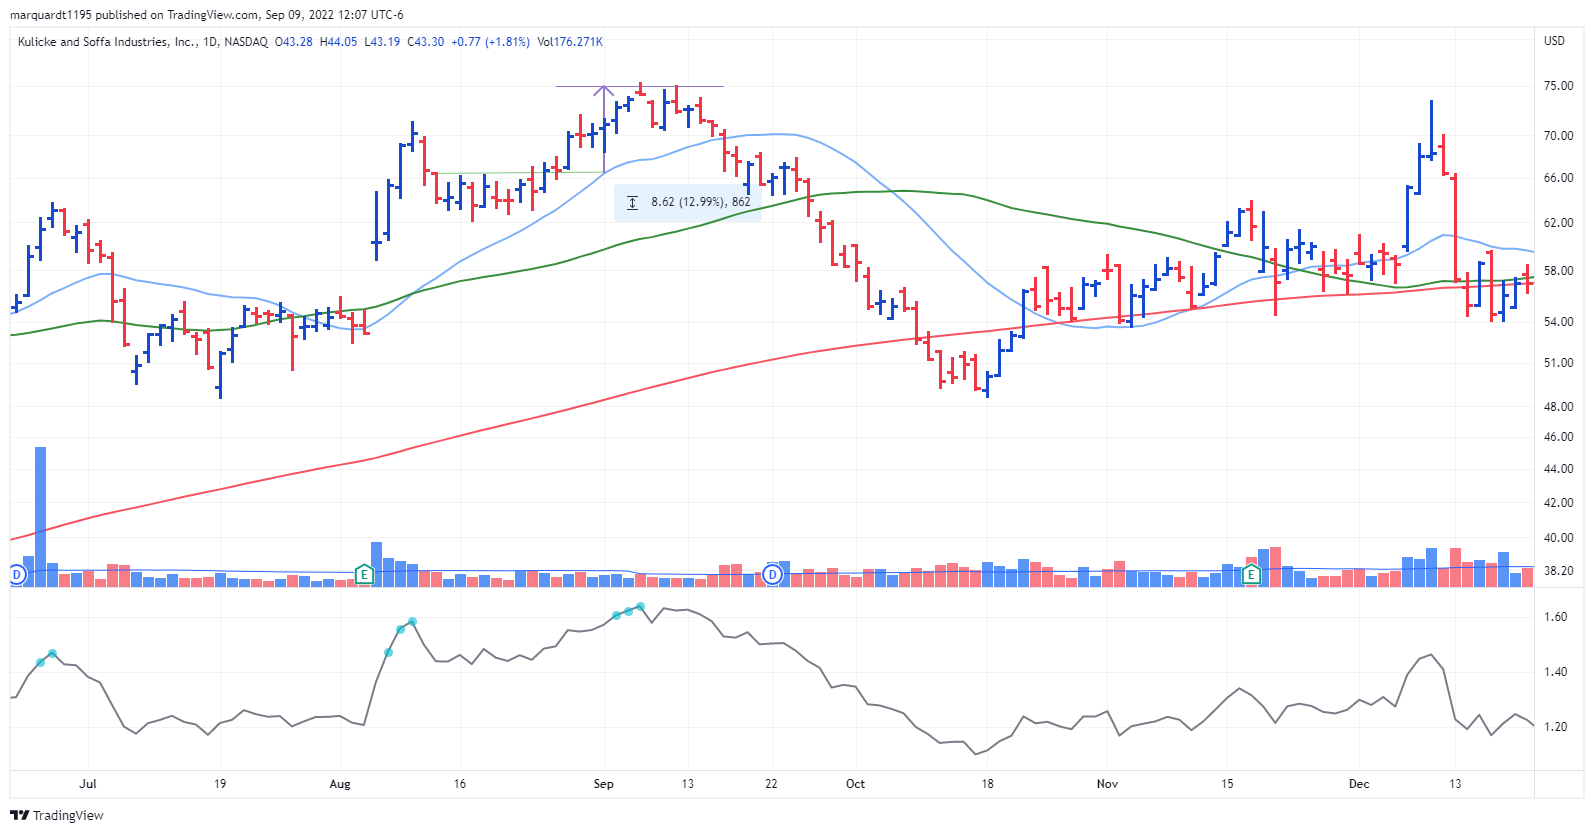 marquardt1195 published on TradingView.com, Sep 09, 2022 12:07 UTC-6
Kulicke and Soffa Industries, Inc., 1D, NASDAQ O43.28 H44.05 L43.19 C43.30 +0.77 (+1.81%) Vol176.271K
USD
75.00
70.00
66.00
8.62 (12.99%), 862
62.00
58.00
54.00
51.00
48.00
46.00
44.00
42.00
40.00
D E D E 38.20
1.60
1.40
1.20
Jul 19 Aug 16 Sep 13 22 Oct 18 Nov 15 Dec 13
TradingView